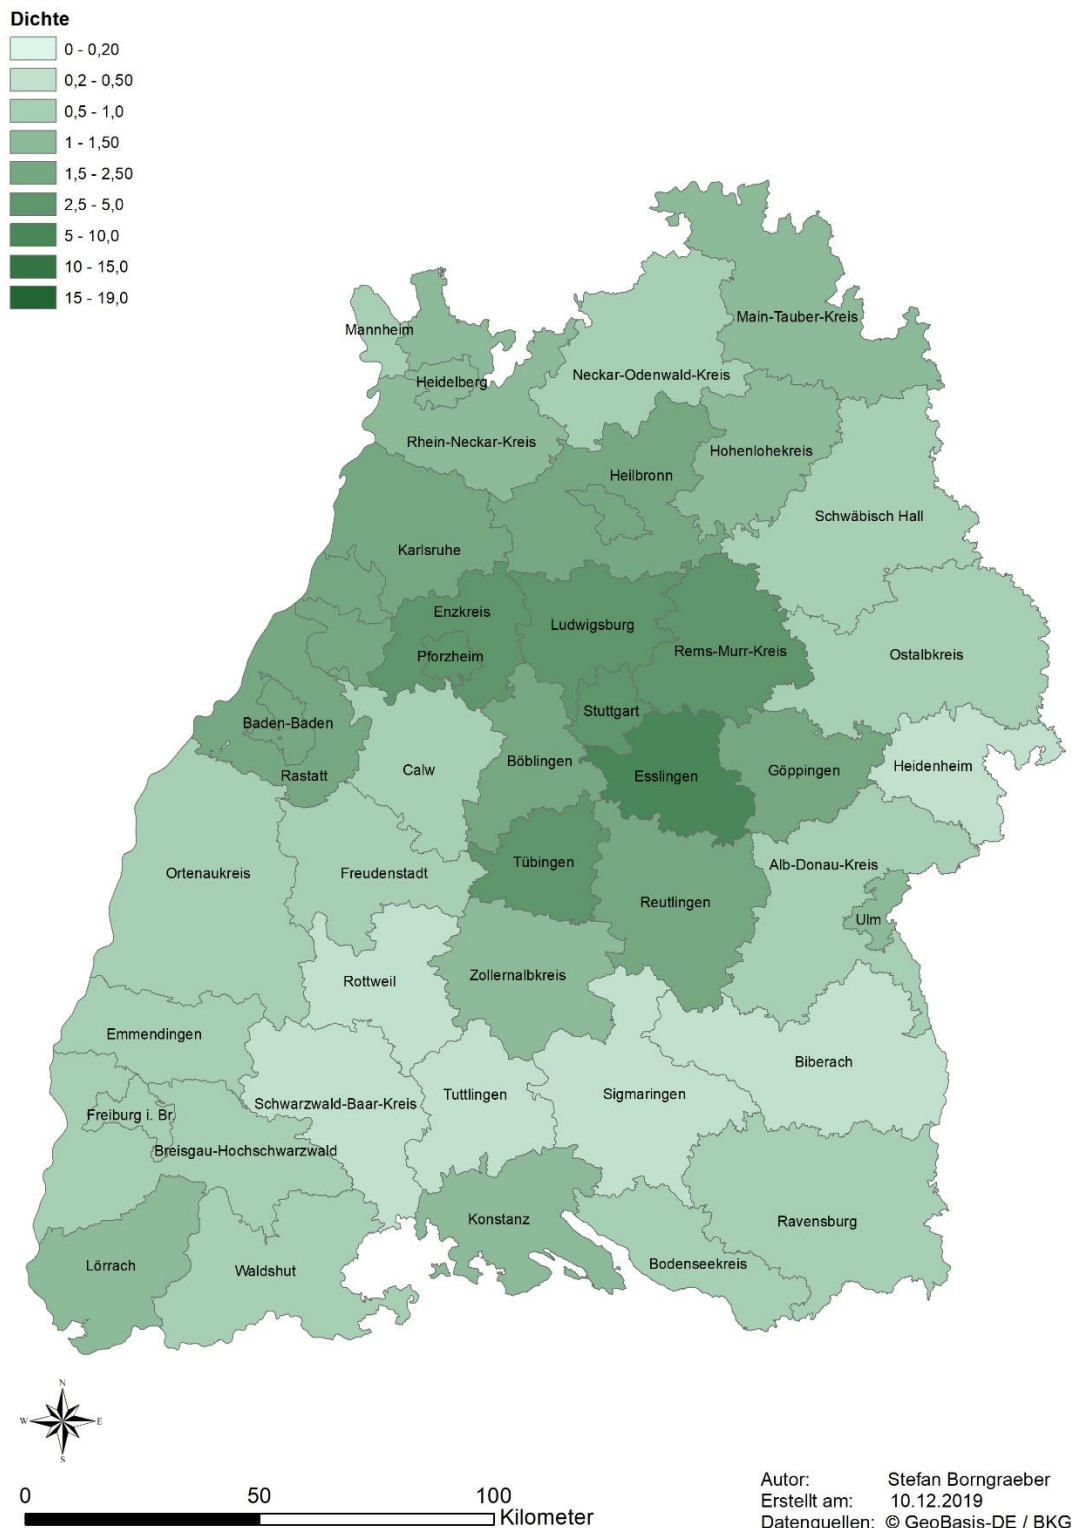 Dichte
0 - 0,20
0,2 - 0,50
0,5 - 1,0
1 - 1,50
1,5 - 2,50
2,5 - 5,0
5 - 10,0
10 - 15,0
15 - 19,0
Main-Tauber-Kreis
Mannheim
Neckar-Odenwald-Kreis
Heidelberg
Rhein-Neckar-Kreis
Hohenlohekreis
Heilbronn
Schwäbisch Hall
Karlsruhe
Enzkreis
Ludwigsburg
Rems-Murr-Kreis
Ostalbkreis
Pforzheim
Stuttgart
Baden-Baden
Böblingen
Heidenheim
Calw
Göppingen
Rastatt
Esslingen
Tübingen
Alb-Donau-Kreis
Ortenaukreis
Freudenstadt
Reutlingen
Ulm
Zollernalbkreis
Rottweil
Emmendingen
Biberach
Tuttlingen
Sigmaringen
Schwarzwald-Baar-Kreis
Freiburg i. Br.
Breisgau-Hochschwarzwald
Konstanz
Ravensburg
Bodenseekreis
Lörrach
Waldshut
N
W
E
S
0 50 100
Kilometer
Autor: Stefan Borngraeber
Erstellt am: 10.12.2019
Datenquellen: © GeoBasis-DE / BKG